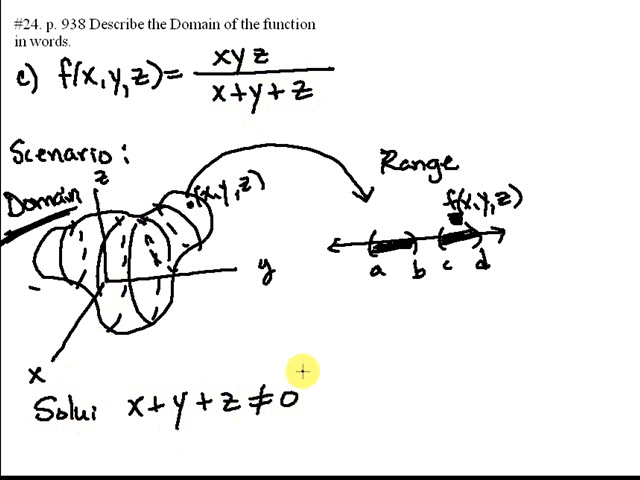 #24. p. 938 Describe the Domain of the function
in words.
c) f(x,y,z) = xyz / x+y+z
Scenario:
Range
Domain
z
(x,y,z)
f(x,y,z)
a b c d
y
x
Solu: x+y+z≠0